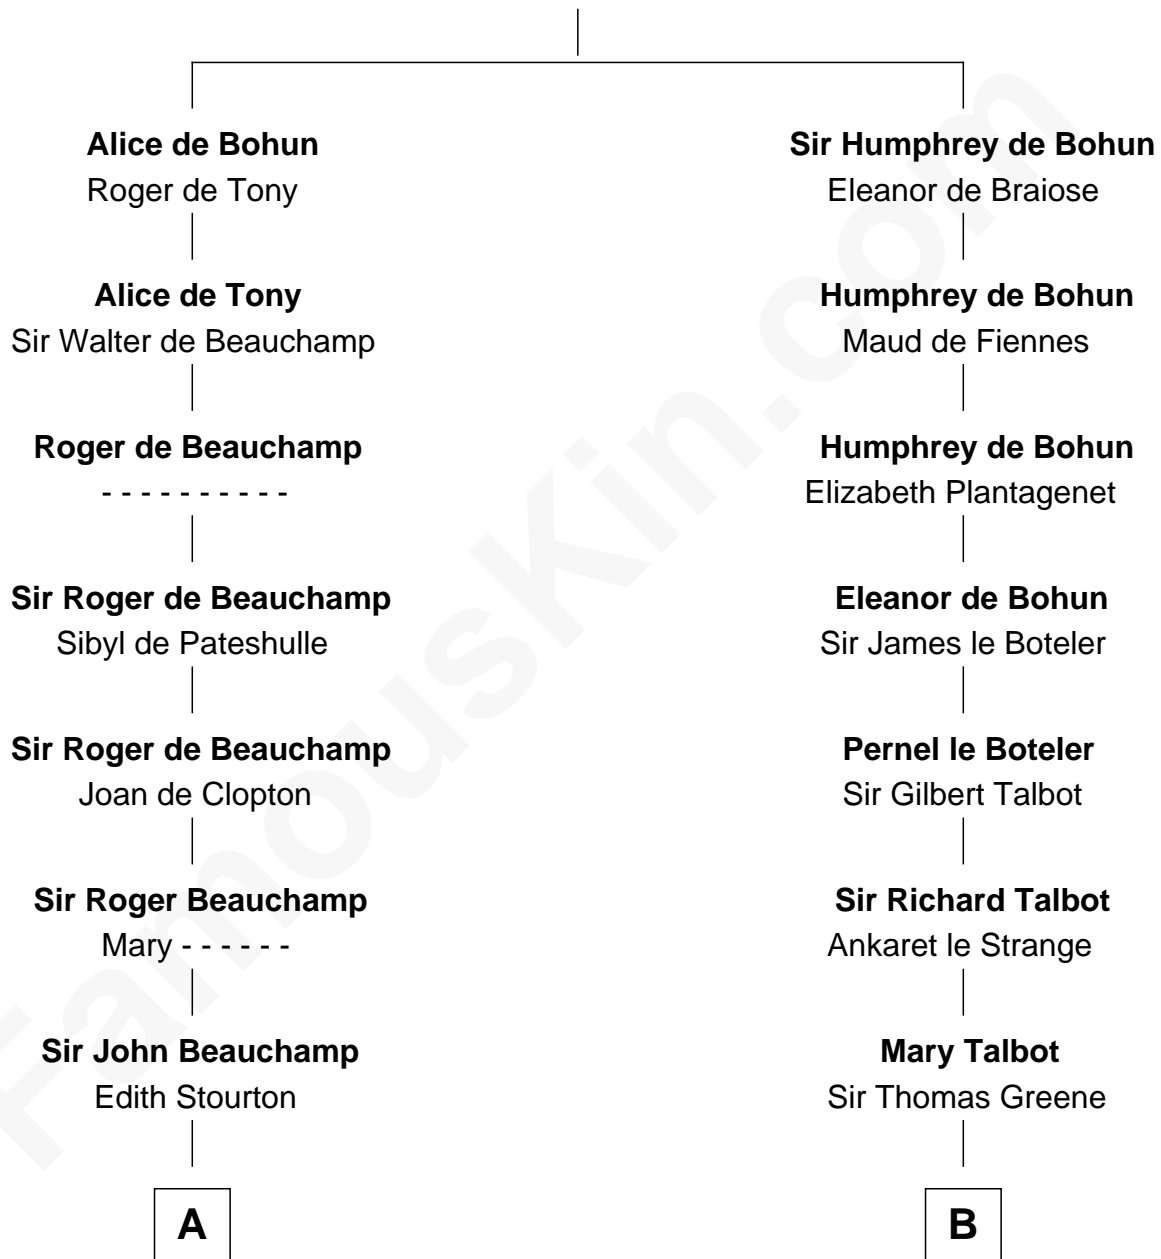 Alice de Bohun
Roger de Tony
Sir Humphrey de Bohun
Eleanor de Braiose
Alice de Tony
Sir Walter de Beauchamp
Humphrey de Bohun
Maud de Fiennes
Roger de Beauchamp
- - - - - - - - - -
Humphrey de Bohun
Elizabeth Plantagenet
Sir Roger de Beauchamp
Sibyl de Pateshulle
Eleanor de Bohun
Sir James le Boteler
Sir Roger de Beauchamp
Joan de Clopton
Pernel le Boteler
Sir Gilbert Talbot
Sir Roger Beauchamp
Mary - - - - - -
Sir Richard Talbot
Ankaret le Strange
Sir John Beauchamp
Edith Stourton
Mary Talbot
Sir Thomas Greene
A
B
FamousKin.com